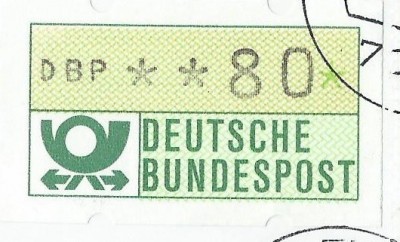 DBP **80*
DEUTSCHE
BUNDESPOST